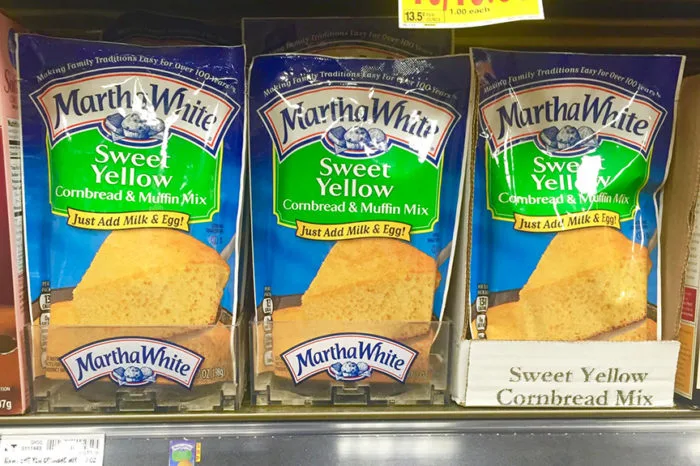 13.5¢
1.00 each
Making Family Traditions Easy For Over 100 Years
Martha White
Sweet
Yellow
Cornbread & Muffin Mix
Just Add Milk & Egg!
Martha White
Making Family Traditions Easy For Over 100 Years
Martha White
Sweet
Yellow
Cornbread & Muffin Mix
Just Add Milk & Egg!
Martha White
Making Family Traditions Easy For Over 100 Years
Martha White
Sweet
Yellow
Cornbread & Muffin Mix
Just Add Milk & Egg!
Sweet Yellow
Cornbread Mix